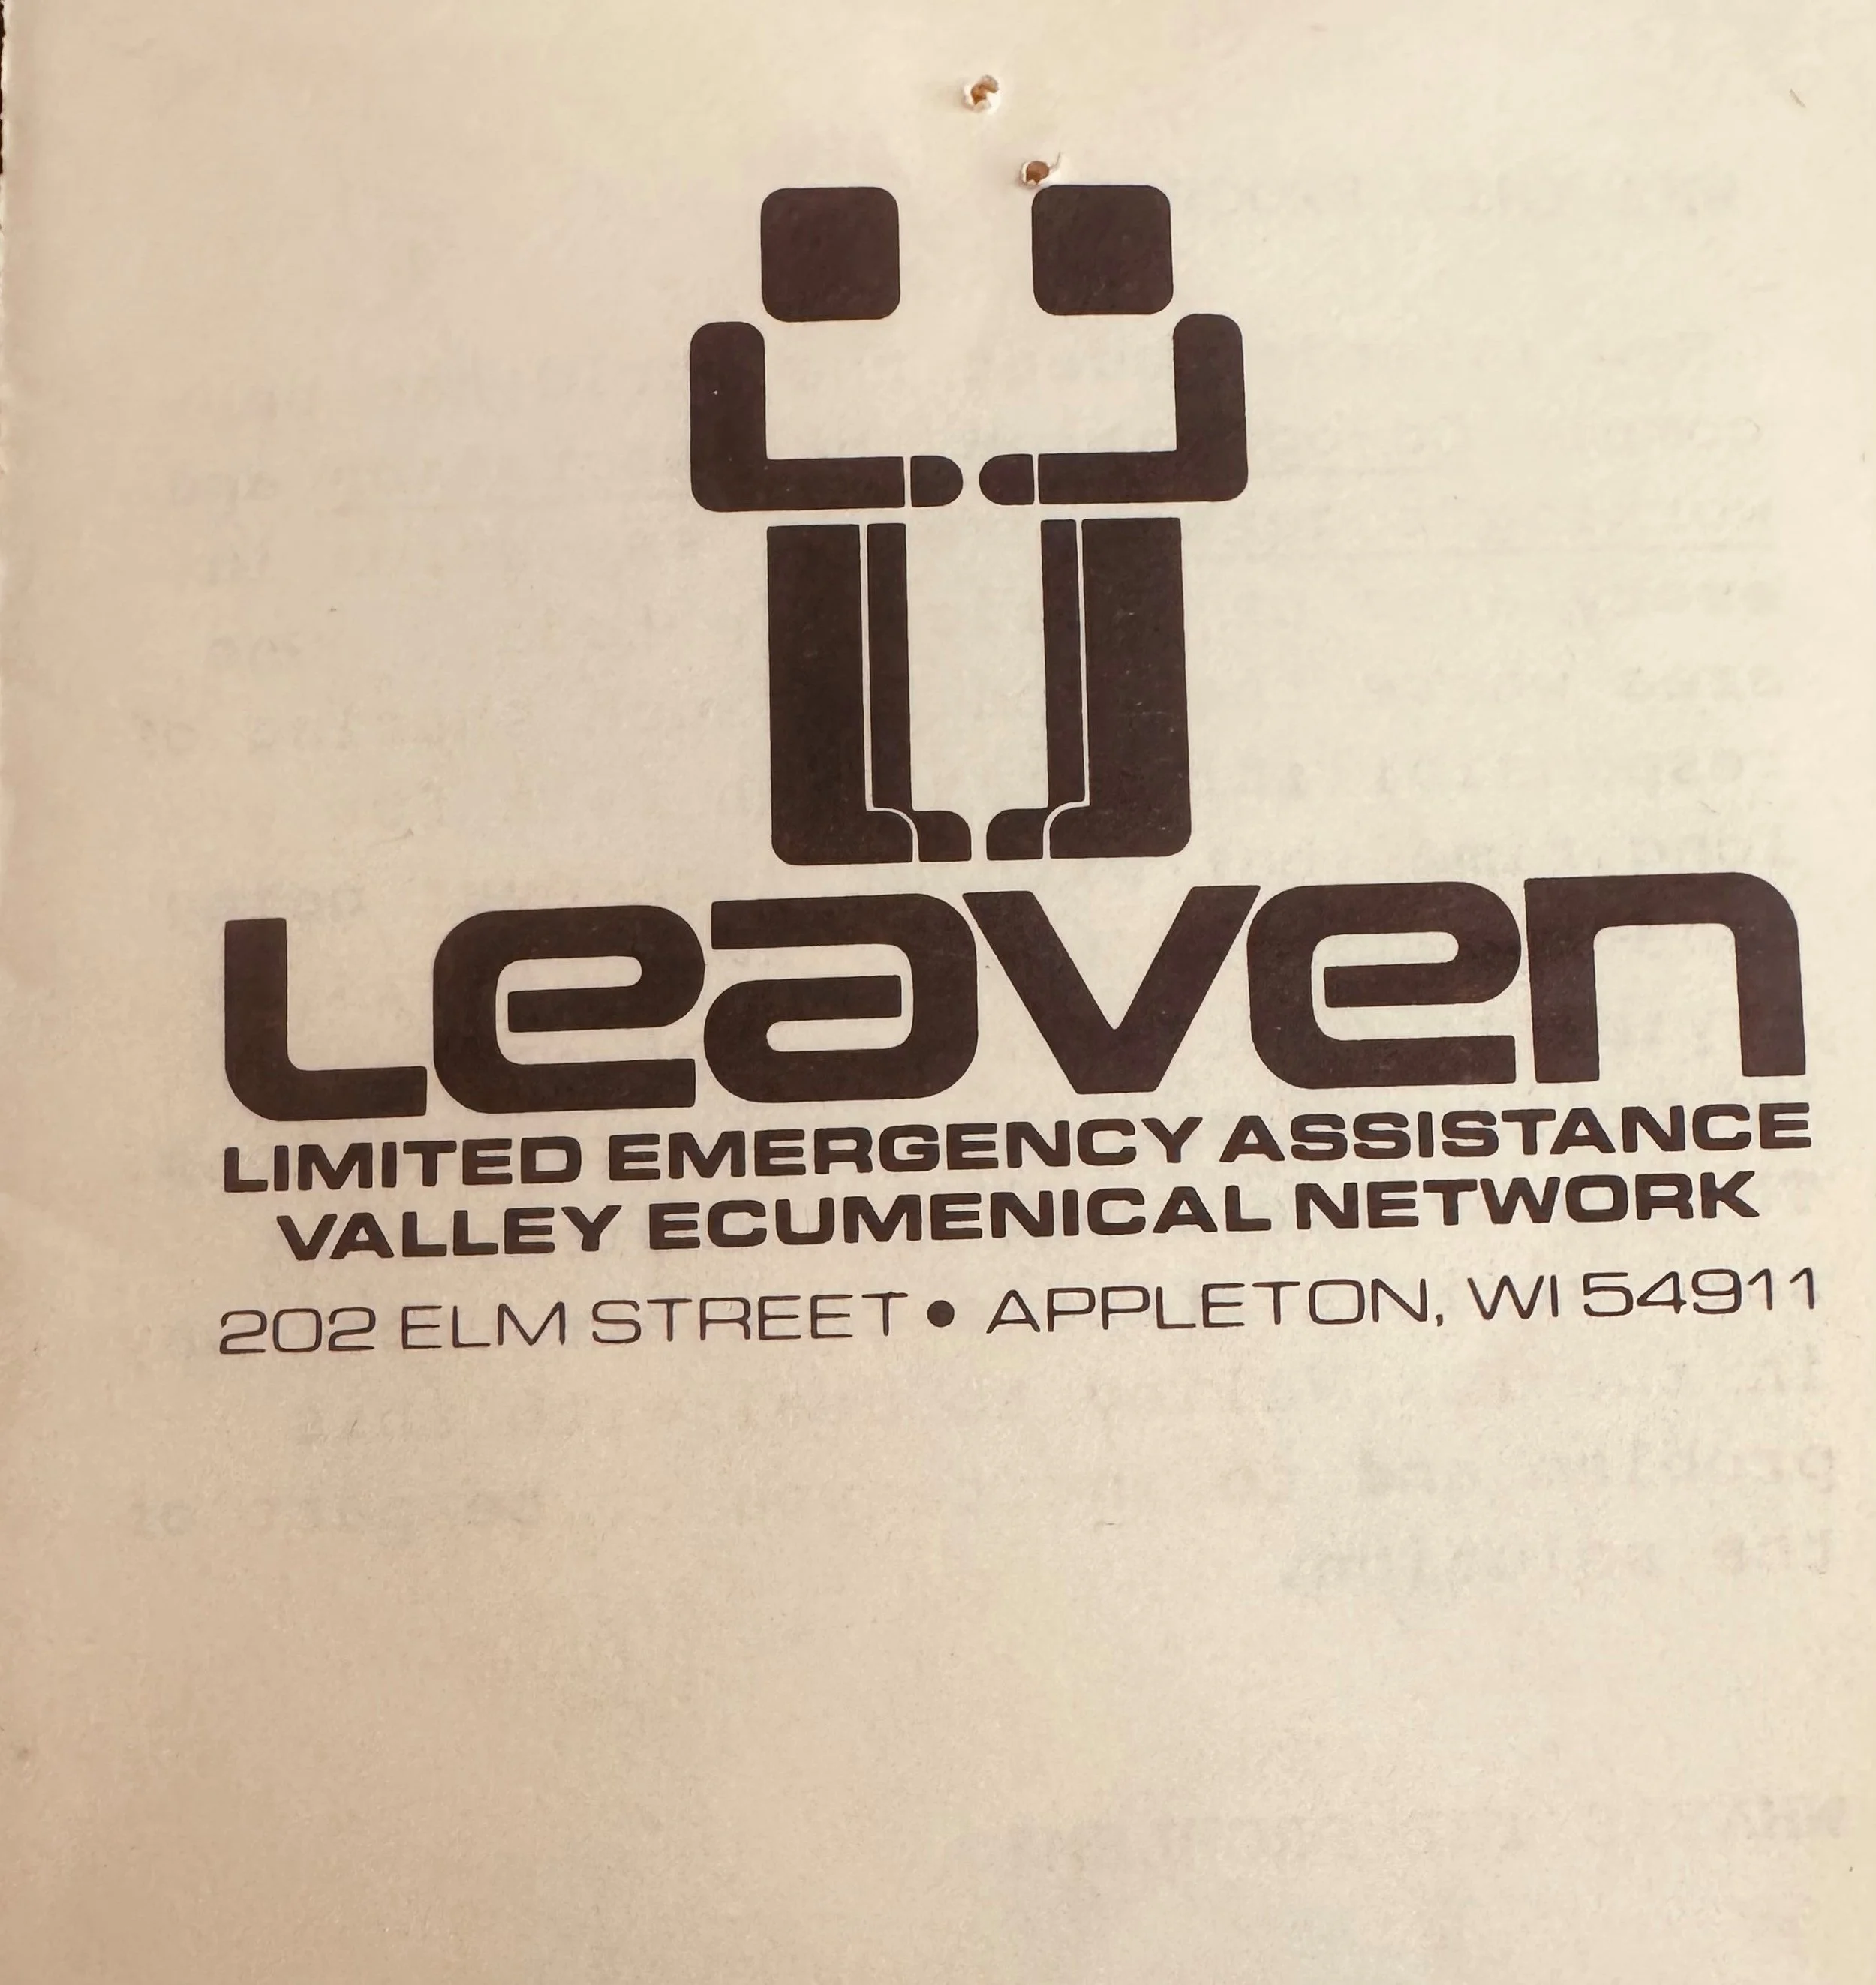 Leaven
LIMITED EMERGENCY ASSISTANCE
VALLEY ECUMENICAL NETWORK
202 ELM STREET • APPLETON, WI 54911